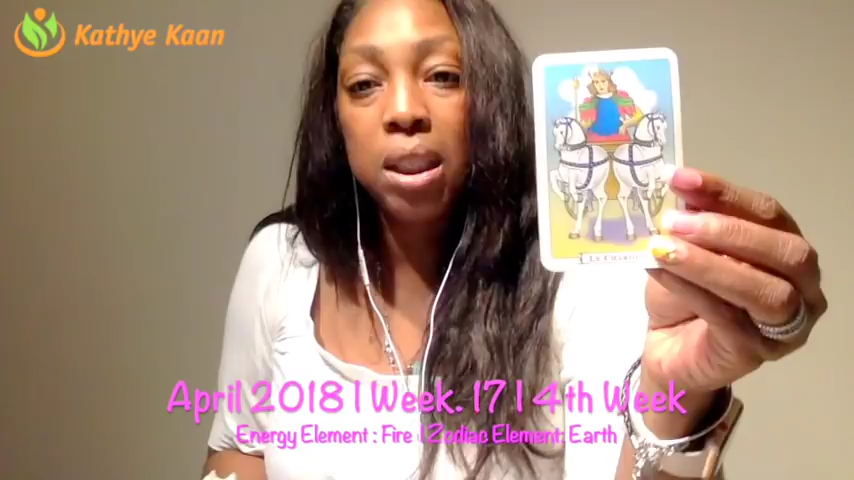 Kathye Kaan
April 2018 | Week. 17 | 4th Week
Energy Element : Fire | Zodiac Element: Earth